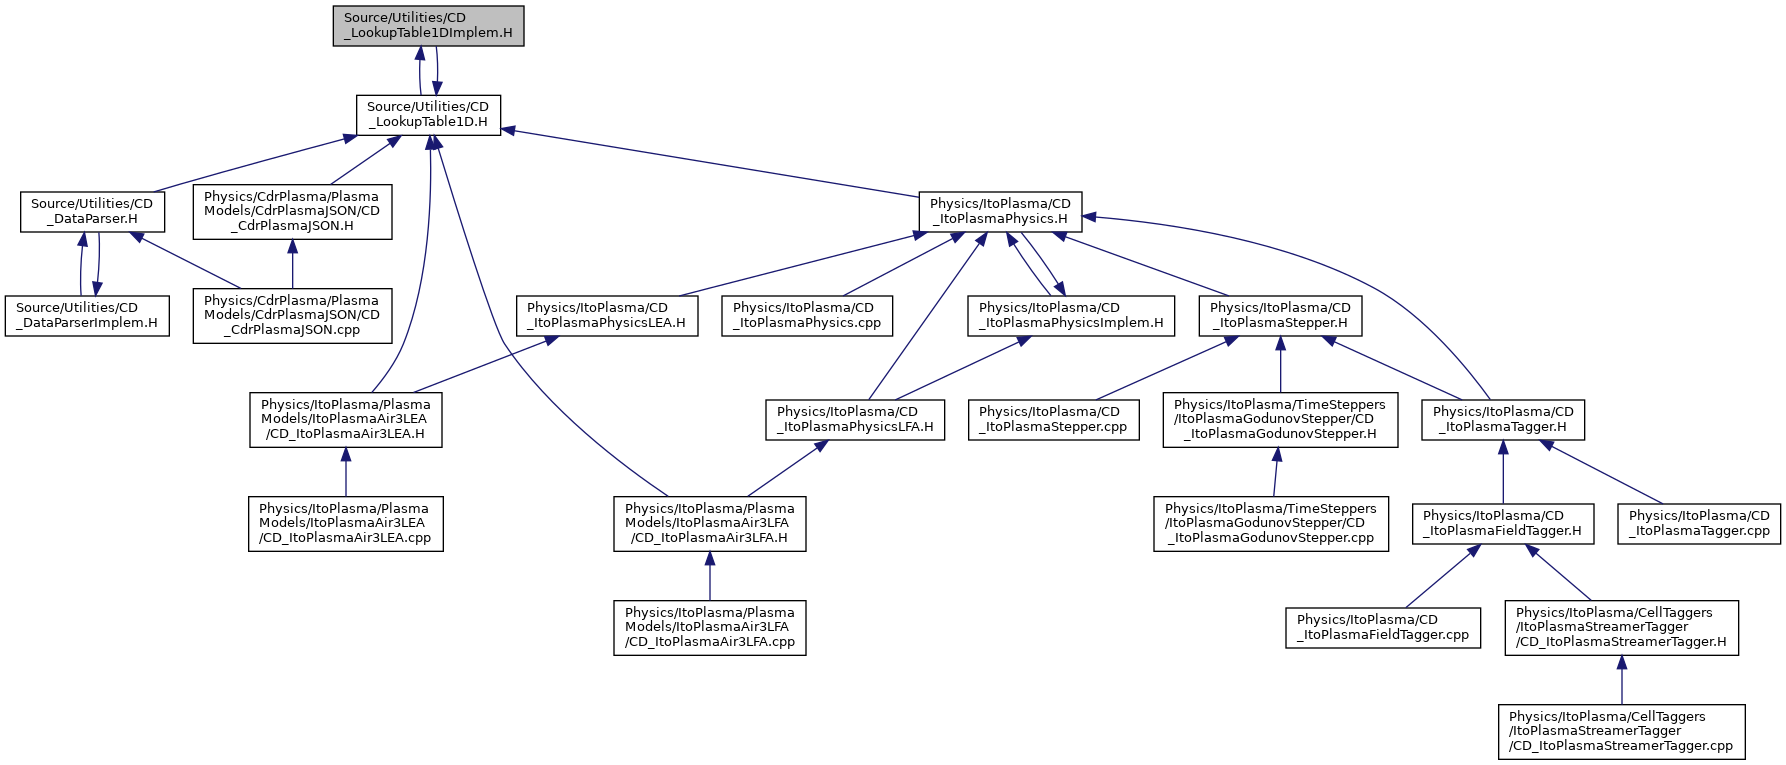 Source/Utilities/CD
_LookupTable1DImplem.H
Source/Utilities/CD
_LookupTable1D.H
Source/Utilities/CD
_DataParser.H
Physics/CdrPlasma/Plasma
Models/CdrPlasmaJSON/CD
_CdrPlasmaJSON.H
Physics/ItoPlasma/CD
_ItoPlasmaPhysics.H
Source/Utilities/CD
_DataParserImplem.H
Physics/CdrPlasma/Plasma
Models/CdrPlasmaJSON/CD
_CdrPlasmaJSON.cpp
Physics/ItoPlasma/CD
_ItoPlasmaPhysicsLEA.H
Physics/ItoPlasma/CD
_ItoPlasmaPhysics.cpp
Physics/ItoPlasma/CD
_ItoPlasmaPhysicsImplem.H
Physics/ItoPlasma/CD
_ItoPlasmaStepper.H
Physics/ItoPlasma/Plasma
Models/ItoPlasmaAir3LEA
/CD_ItoPlasmaAir3LEA.H
Physics/ItoPlasma/CD
_ItoPlasmaPhysicsLFA.H
Physics/ItoPlasma/CD
_ItoPlasmaStepper.cpp
Physics/ItoPlasma/TimeSteppers
/ItoPlasmaGodunovStepper/CD
_ItoPlasmaGodunovStepper.H
Physics/ItoPlasma/CD
_ItoPlasmaTagger.H
Physics/ItoPlasma/Plasma
Models/ItoPlasmaAir3LEA
/CD_ItoPlasmaAir3LEA.cpp
Physics/ItoPlasma/Plasma
Models/ItoPlasmaAir3LFA
/CD_ItoPlasmaAir3LFA.H
Physics/ItoPlasma/TimeSteppers
/ItoPlasmaGodunovStepper/CD
_ItoPlasmaGodunovStepper.cpp
Physics/ItoPlasma/CD
_ItoPlasmaFieldTagger.H
Physics/ItoPlasma/CD
_ItoPlasmaTagger.cpp
Physics/ItoPlasma/Plasma
Models/ItoPlasmaAir3LFA
/CD_ItoPlasmaAir3LFA.cpp
Physics/ItoPlasma/CD
_ItoPlasmaFieldTagger.cpp
Physics/ItoPlasma/CellTaggers
/ItoPlasmaStreamerTagger
/CD_ItoPlasmaStreamerTagger.H
Physics/ItoPlasma/CellTaggers
/ItoPlasmaStreamerTagger
/CD_ItoPlasmaStreamerTagger.cpp